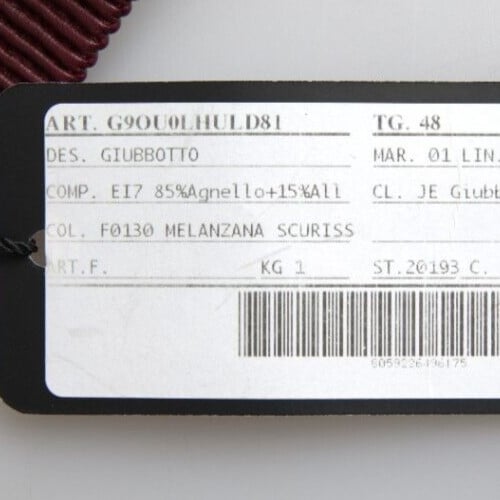 ART. G9OU0LHULD81 TG. 48
DES. GIUBBOTTO MAR. 01 LIN.
COMP. EI7 85%Agnello+15%All CL. JE Giubb
COL. F0130 MELANZANA SCURISS
ART.F. KG 1 ST.20193 C.